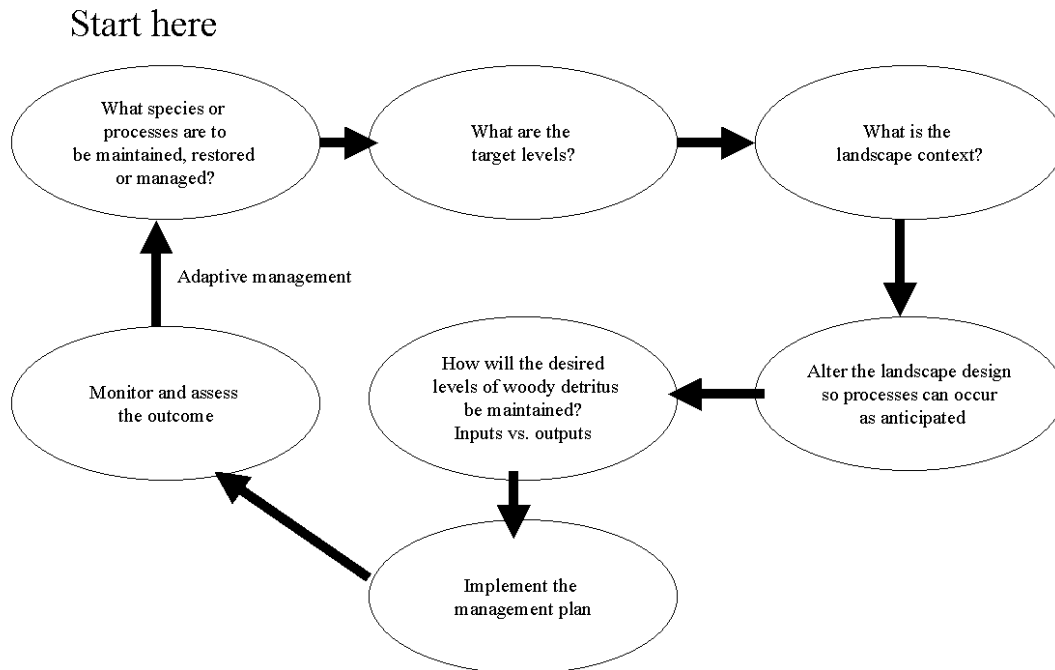 Start here
What species or
processes are to
be maintained, restored
or managed?
What are the
target levels?
What is the
landscape context?
Adaptive management
Alter the landscape design
so processes can occur
as anticipated
How will the desired
levels of woody detritus
be maintained?
Inputs vs. outputs
Implement the
management plan
Monitor and assess
the outcome